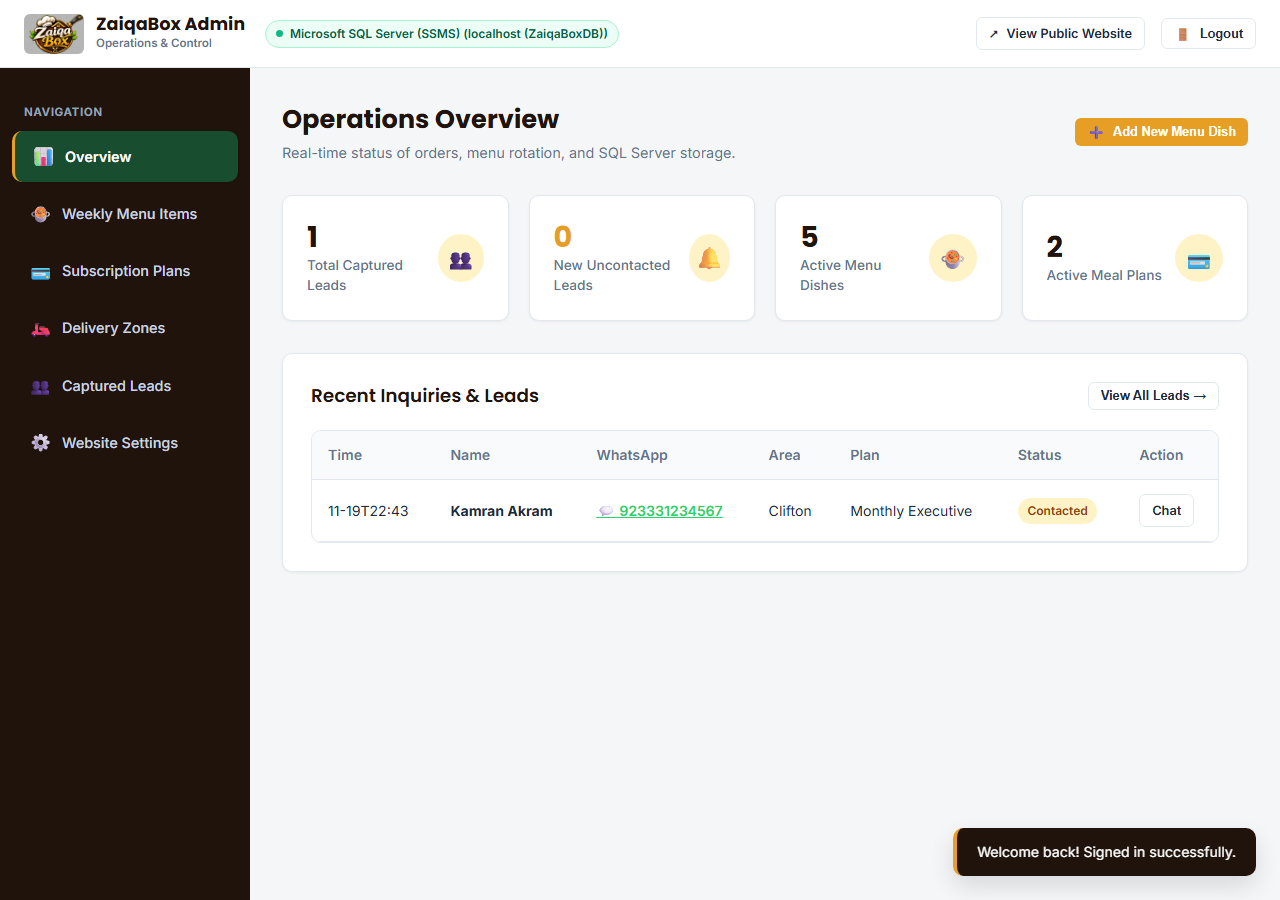 Zaiqa
Box
ZaiqaBox Admin
Operations & Control
Microsoft SQL Server (SSMS) (localhost (ZaiqaBoxDB))
View Public Website
Logout
NAVIGATION
Overview
Weekly Menu Items
Subscription Plans
Delivery Zones
Captured Leads
Website Settings
Operations Overview
Real-time status of orders, menu rotation, and SQL Server storage.
Add New Menu Dish
1
Total Captured
Leads
0
New Uncontacted
Leads
5
Active Menu
Dishes
2
Active Meal Plans
Recent Inquiries & Leads
View All Leads →
Time Name WhatsApp Area Plan Status Action
11-19T22:43 Kamran Akram 923331234567 Clifton Monthly Executive Contacted Chat
Welcome back! Signed in successfully.